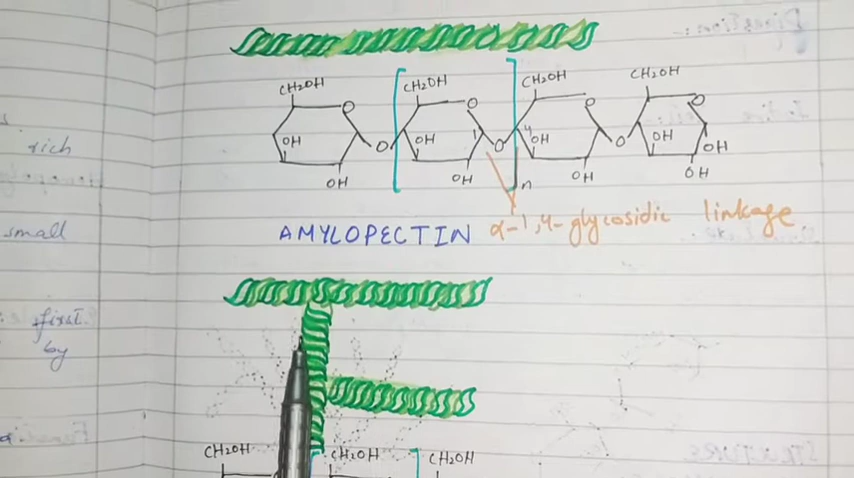 CH2OH CH2OH CH2OH CH2OH
O O O O
OH O OH 1 O 4 OH O OH OH
OH OH n OH OH
AMYLOPECTIN α-1,4-glycosidic linkage
rich
small
first
by
CH2OH CH2OH CH2OH